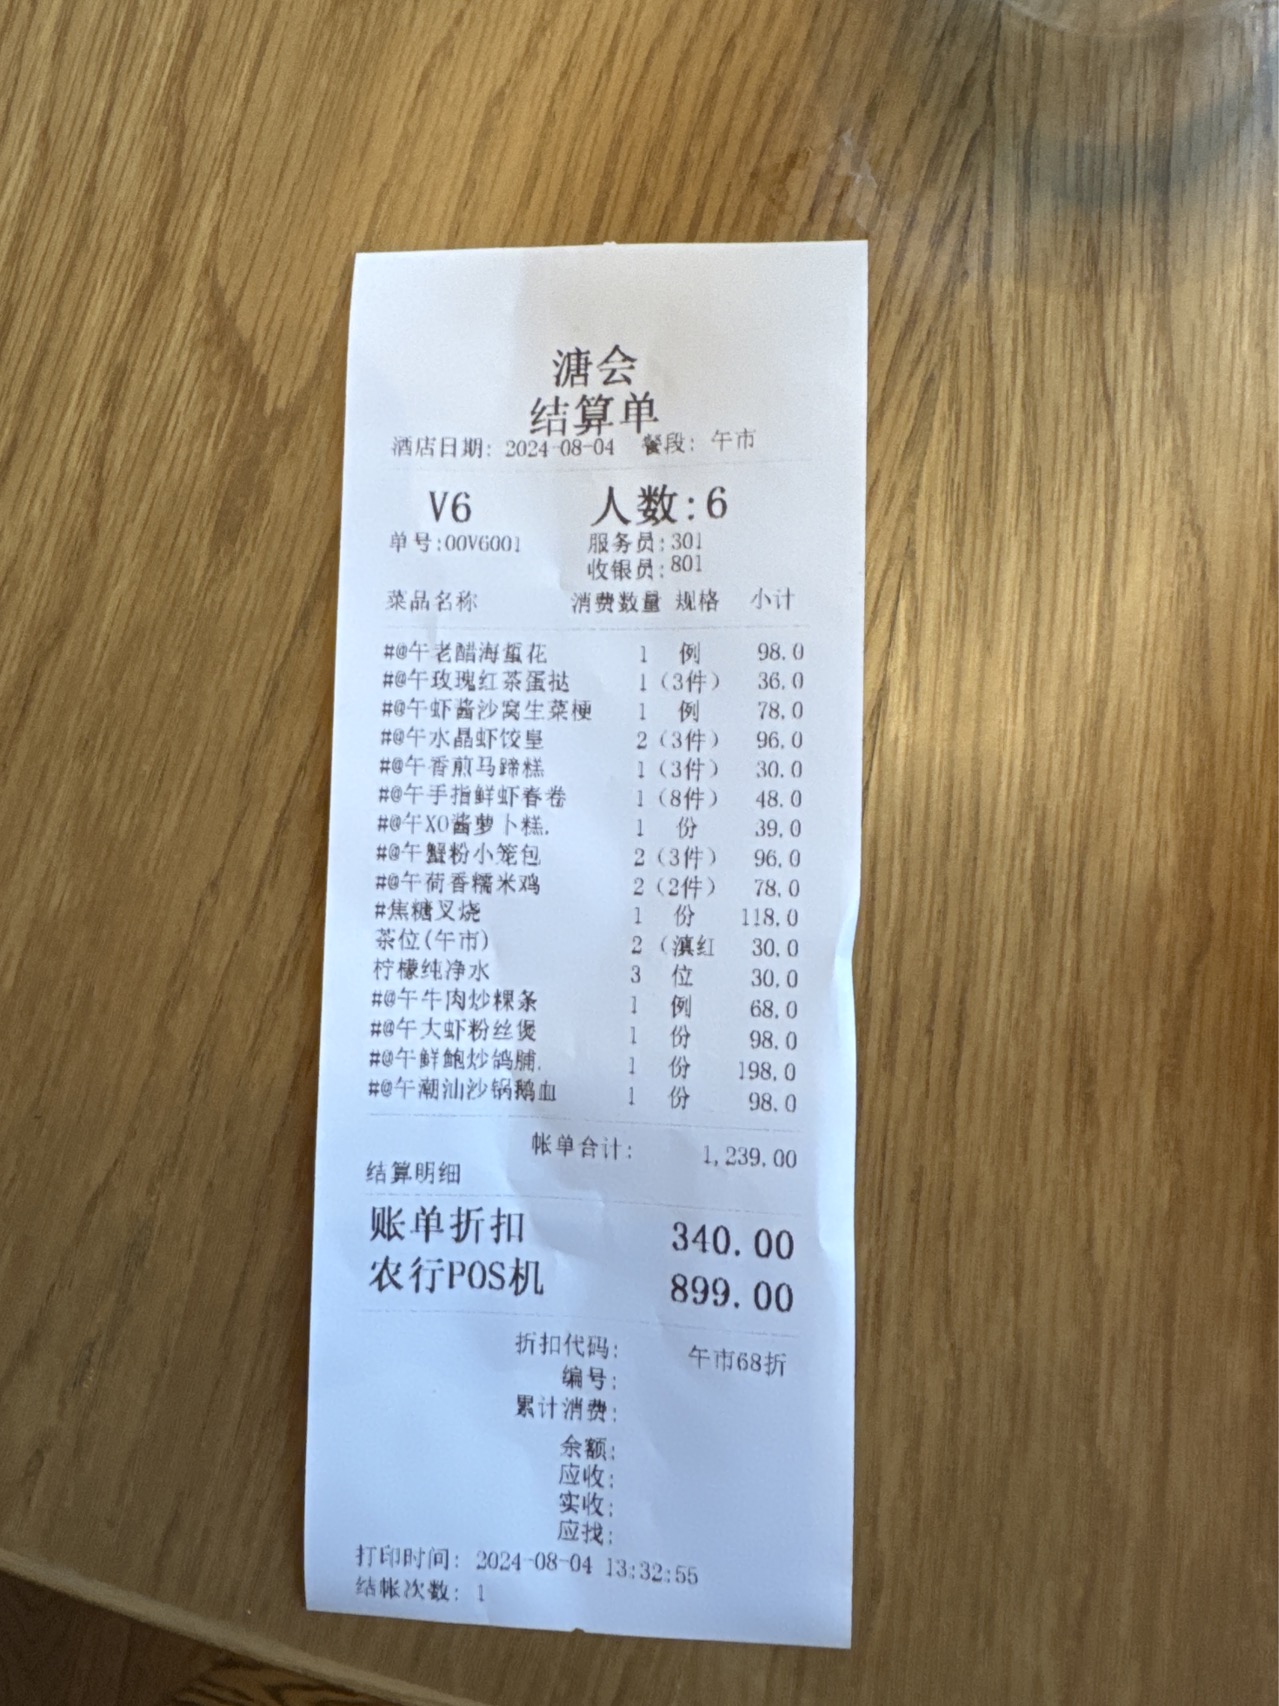 溏会
结算单
酒店日期: 2024-08-04 餐段: 午市
V6 人数:6
单号:00V6001 服务员:301
收银员:801
菜品名称 消费数量 规格 小计
#@午老醋海蜇花 1 例 98.0
#@午玫瑰红茶蛋挞 1 (3件) 36.0
#@午虾酱沙窝生菜梗 1 例 78.0
#@午水晶虾饺皇 2 (3件) 96.0
#@午香煎马蹄糕 1 (3件) 30.0
#@午手指鲜虾春卷 1 (8件) 48.0
#@午XO酱萝卜糕. 1 份 39.0
#@午蟹粉小笼包 2 (3件) 96.0
#@午荷香糯米鸡 2 (2件) 78.0
#焦糖叉烧 1 份 118.0
茶位(午市) 2 (滇红 30.0
柠檬纯净水 3 位 30.0
#@午牛肉炒粿条 1 例 68.0
#@午大虾粉丝煲 1 份 98.0
#@午鲜鲍炒鸽脯. 1 份 198.0
#@午潮汕沙锅鹅血 1 份 98.0
帐单合计: 1,239.00
结算明细
账单折扣 340.00
农行POS机 899.00
折扣代码: 午市68折
编号:
累计消费:
余额:
应收:
实收:
应找:
打印时间: 2024-08-04 13:32:55
结帐次数: 1